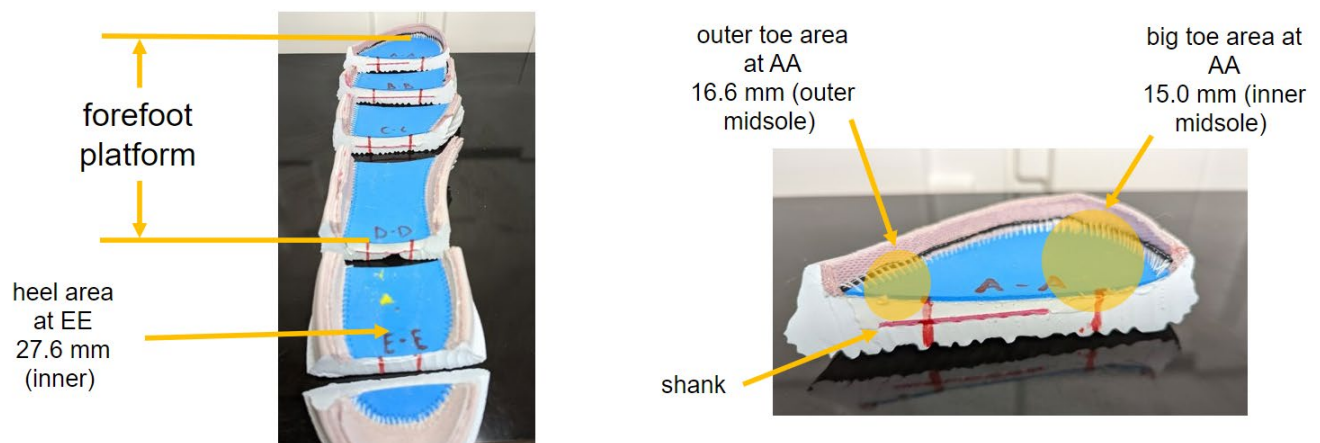 forefoot
platform
heel area
at EE
27.6 mm
(inner)
A-A
B-B
C-C
D-D
E-E
outer toe area
at AA
16.6 mm (outer
midsole)
big toe area at
AA
15.0 mm (inner
midsole)
A - A
shank